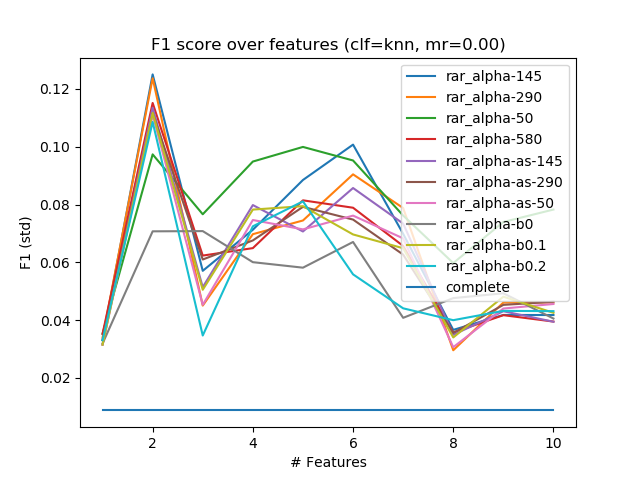 F1 score over features (clf=knn, mr=0.00)
F1 (std)
0.12
0.10
0.08
0.06
0.04
0.02
rar_alpha-145
rar_alpha-290
rar_alpha-50
rar_alpha-580
rar_alpha-as-145
rar_alpha-as-290
rar_alpha-as-50
rar_alpha-b0
rar_alpha-b0.1
rar_alpha-b0.2
complete
2 4 6 8 10
# Features